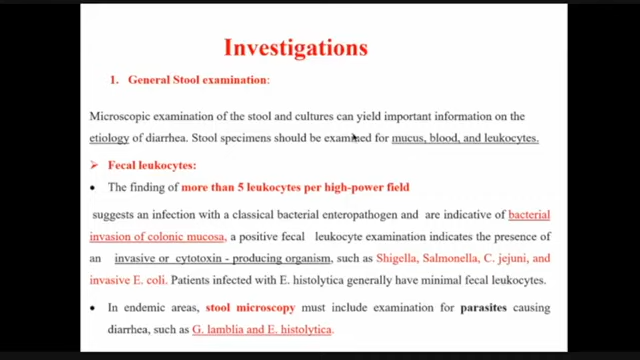 Investigations
1. General Stool examination:
Microscopic examination of the stool and cultures can yield important information on the
etiology of diarrhea. Stool specimens should be examined for mucus, blood, and leukocytes.
➢ Fecal leukocytes:
• The finding of more than 5 leukocytes per high-power field
suggests an infection with a classical bacterial enteropathogen and are indicative of bacterial
invasion of colonic mucosa, a positive fecal leukocyte examination indicates the presence of
an invasive or cytotoxin - producing organism, such as Shigella, Salmonella, C. jejuni, and
invasive E. coli. Patients infected with E. histolytica generally have minimal fecal leukocytes.
• In endemic areas, stool microscopy must include examination for parasites causing
diarrhea, such as G. lamblia and E. histolytica.